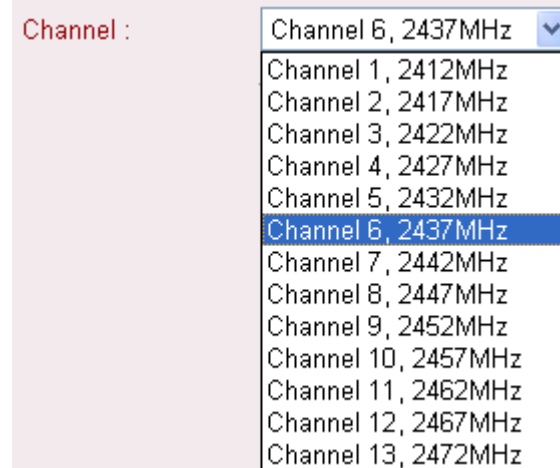 Channel : Channel 6, 2437MHz
Channel 1, 2412MHz
Channel 2, 2417MHz
Channel 3, 2422MHz
Channel 4, 2427MHz
Channel 5, 2432MHz
Channel 6, 2437MHz
Channel 7, 2442MHz
Channel 8, 2447MHz
Channel 9, 2452MHz
Channel 10, 2457MHz
Channel 11, 2462MHz
Channel 12, 2467MHz
Channel 13, 2472MHz